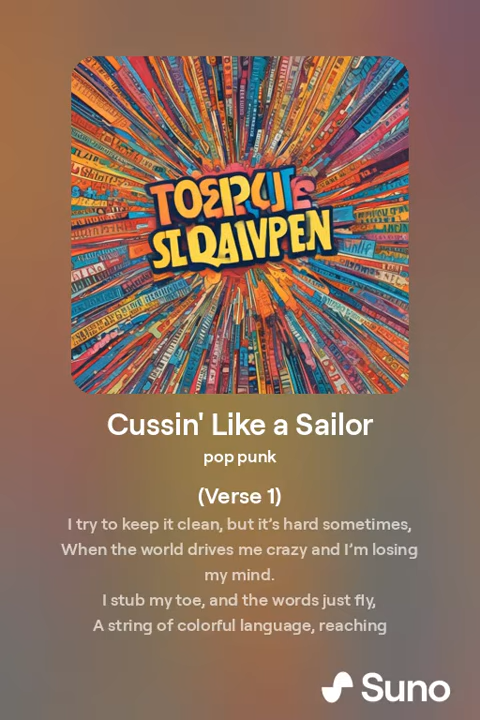 TOEPCUE
SLQAIVPEN
Cussin' Like a Sailor
pop punk
(Verse 1)
I try to keep it clean, but it's hard sometimes,
When the world drives me crazy and I'm losing
my mind.
I stub my toe, and the words just fly,
A string of colorful language, reaching
Suno